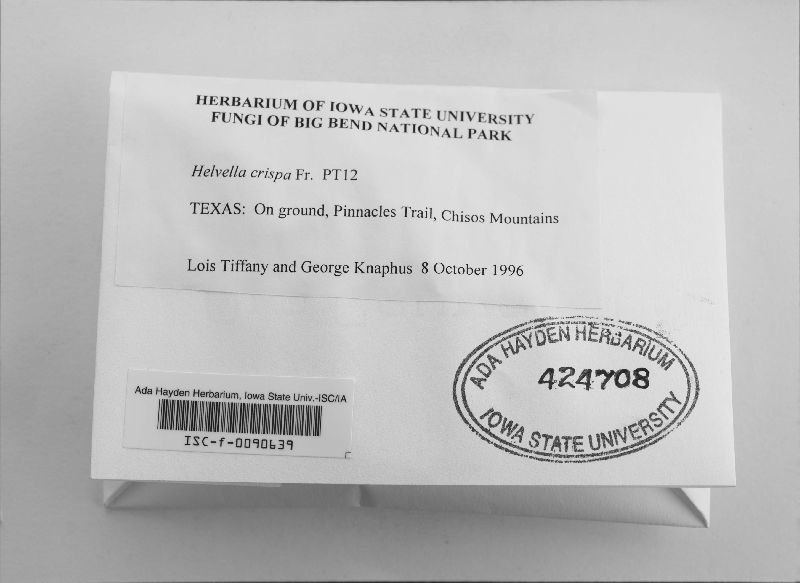 HERBARIUM OF IOWA STATE UNIVERSITY
FUNGI OF BIG BEND NATIONAL PARK
Helvella crispa Fr. PT12
TEXAS: On ground, Pinnacles Trail, Chisos Mountains
Lois Tiffany and George Knaphus 8 October 1996
ADA HAYDEN HERBARIUM
424708
IOWA STATE UNIVERSITY
Ada Hayden Herbarium, Iowa State Univ.-ISC/IA
ISC-f-0090639